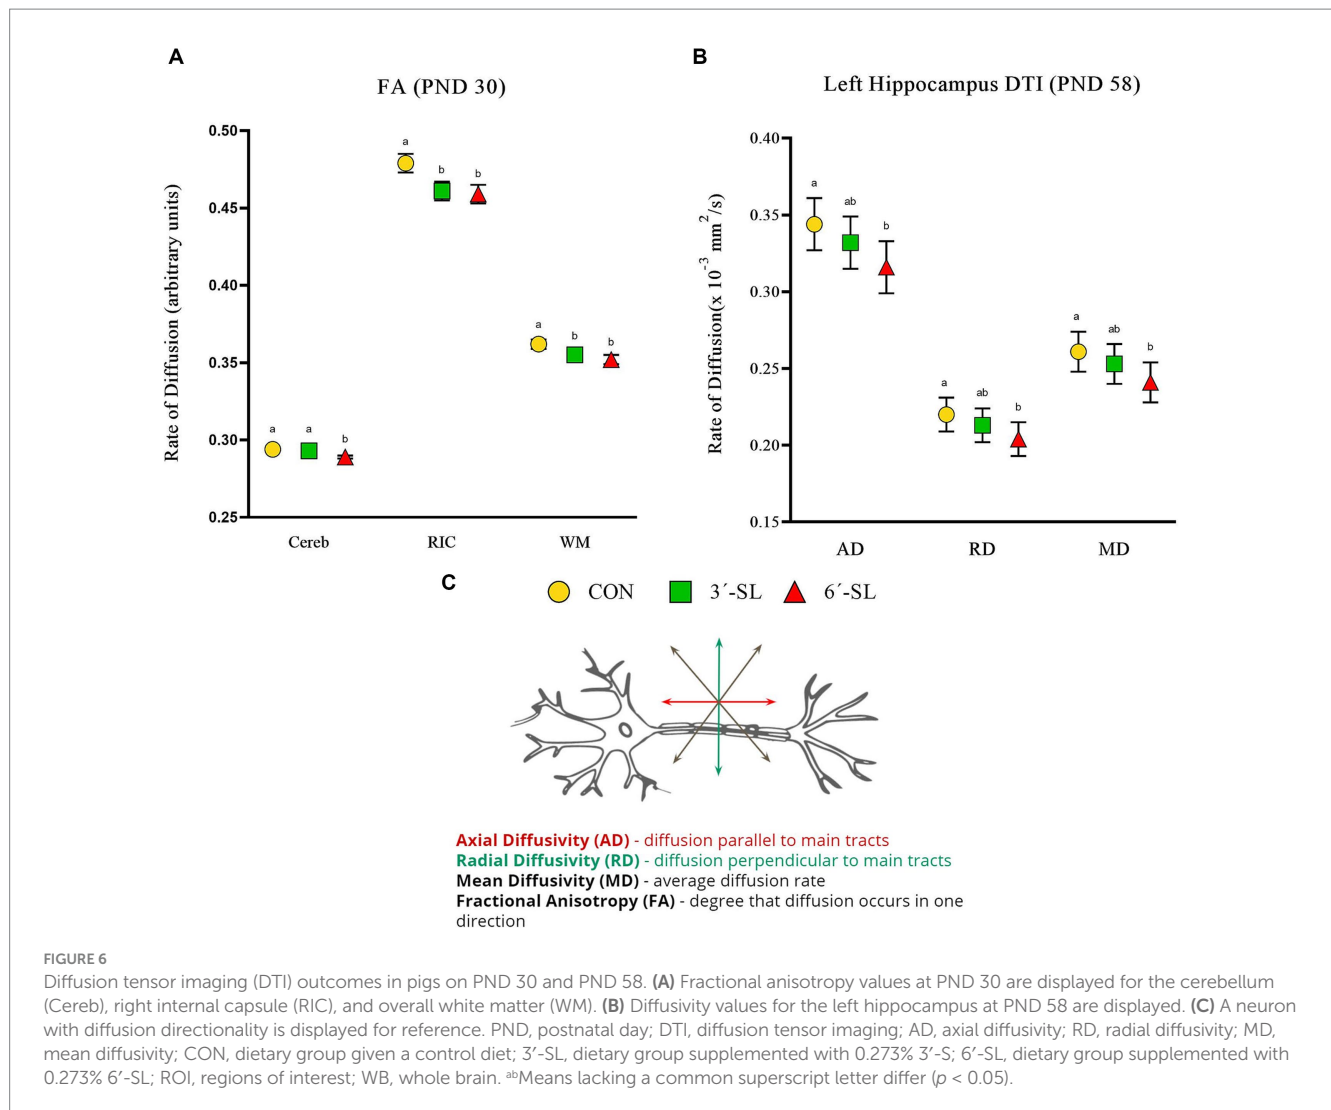 A
FA (PND 30)
Rate of Diffusion (arbitrary units)
0.50
0.45
0.40
0.35
0.30
0.25
a
b
b
a
b
b
a
a
b
Cereb
RIC
WM
B
Left Hippocampus DTI (PND 58)
Rate of Diffusion(x 10⁻³ mm²/s)
0.40
0.35
0.30
0.25
0.20
0.15
a
ab
b
a
ab
b
a
ab
b
AD
RD
MD
C
CON
3´-SL
6´-SL
Axial Diffusivity (AD) - diffusion parallel to main tracts
Radial Diffusivity (RD) - diffusion perpendicular to main tracts
Mean Diffusivity (MD) - average diffusion rate
Fractional Anisotropy (FA) - degree that diffusion occurs in one
direction
FIGURE 6
Diffusion tensor imaging (DTI) outcomes in pigs on PND 30 and PND 58. (A) Fractional anisotropy values at PND 30 are displayed for the cerebellum
(Cereb), right internal capsule (RIC), and overall white matter (WM). (B) Diffusivity values for the left hippocampus at PND 58 are displayed. (C) A neuron
with diffusion directionality is displayed for reference. PND, postnatal day; DTI, diffusion tensor imaging; AD, axial diffusivity; RD, radial diffusivity; MD,
mean diffusivity; CON, dietary group given a control diet; 3′-SL, dietary group supplemented with 0.273% 3′-S; 6′-SL, dietary group supplemented with
0.273% 6′-SL; ROI, regions of interest; WB, whole brain. ᵃᵇMeans lacking a common superscript letter differ (p < 0.05).